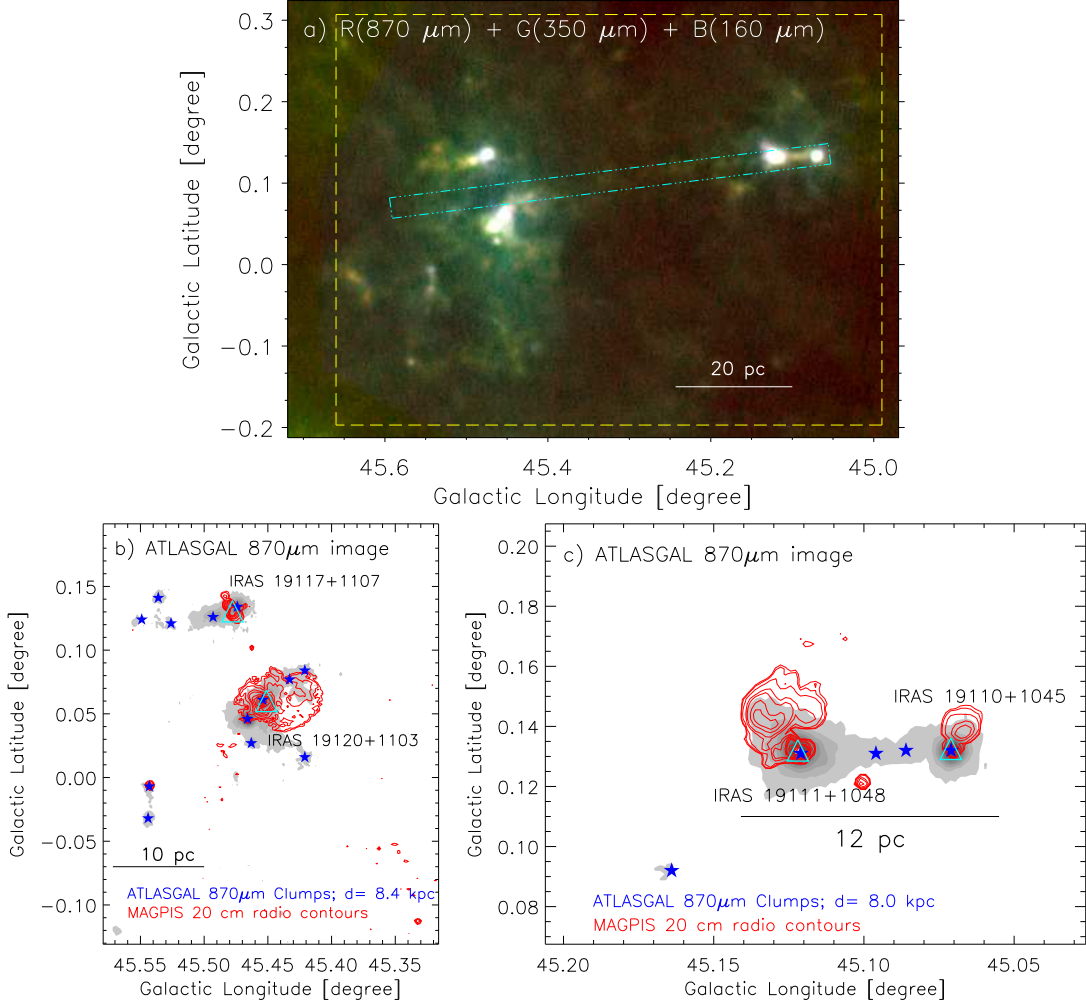 a) R(870 μm) + G(350 μm) + B(160 μm)
0.3
0.2
0.1
0.0
−0.1
−0.2
Galactic Latitude [degree]
20 pc
45.6
45.4
45.2
45.0
Galactic Longitude [degree]
b) ATLASGAL 870μm image
IRAS 19117+1107
IRAS 19120+1103
0.15
0.10
0.05
0.00
−0.05
−0.10
Galactic Latitude [degree]
10 pc
ATLASGAL 870μm Clumps; d= 8.4 kpc
MAGPIS 20 cm radio contours
45.55
45.50
45.45
45.40
45.35
Galactic Longitude [degree]
c) ATLASGAL 870μm image
IRAS 19110+1045
IRAS 19111+1048
12 pc
0.20
0.18
0.16
0.14
0.12
0.10
0.08
Galactic Latitude [degree]
ATLASGAL 870μm Clumps; d= 8.0 kpc
MAGPIS 20 cm radio contours
45.20
45.15
45.10
45.05
Galactic Longitude [degree]